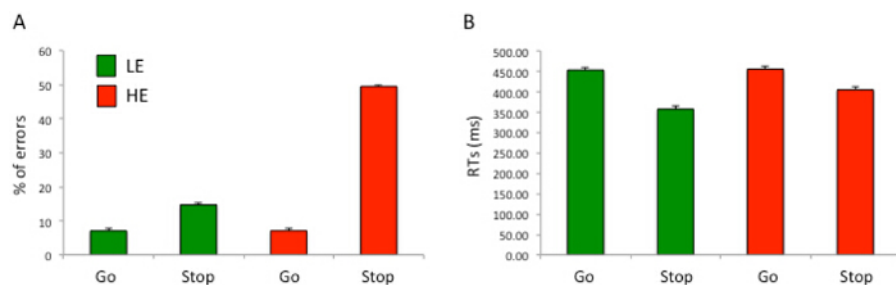 A
60
50
40
30
20
10
0
% of errors
LE
HE
Go Stop Go Stop
B
500.00
450.00
400.00
350.00
300.00
250.00
200.00
150.00
100.00
50.00
0.00
RTs (ms)
Go Stop Go Stop